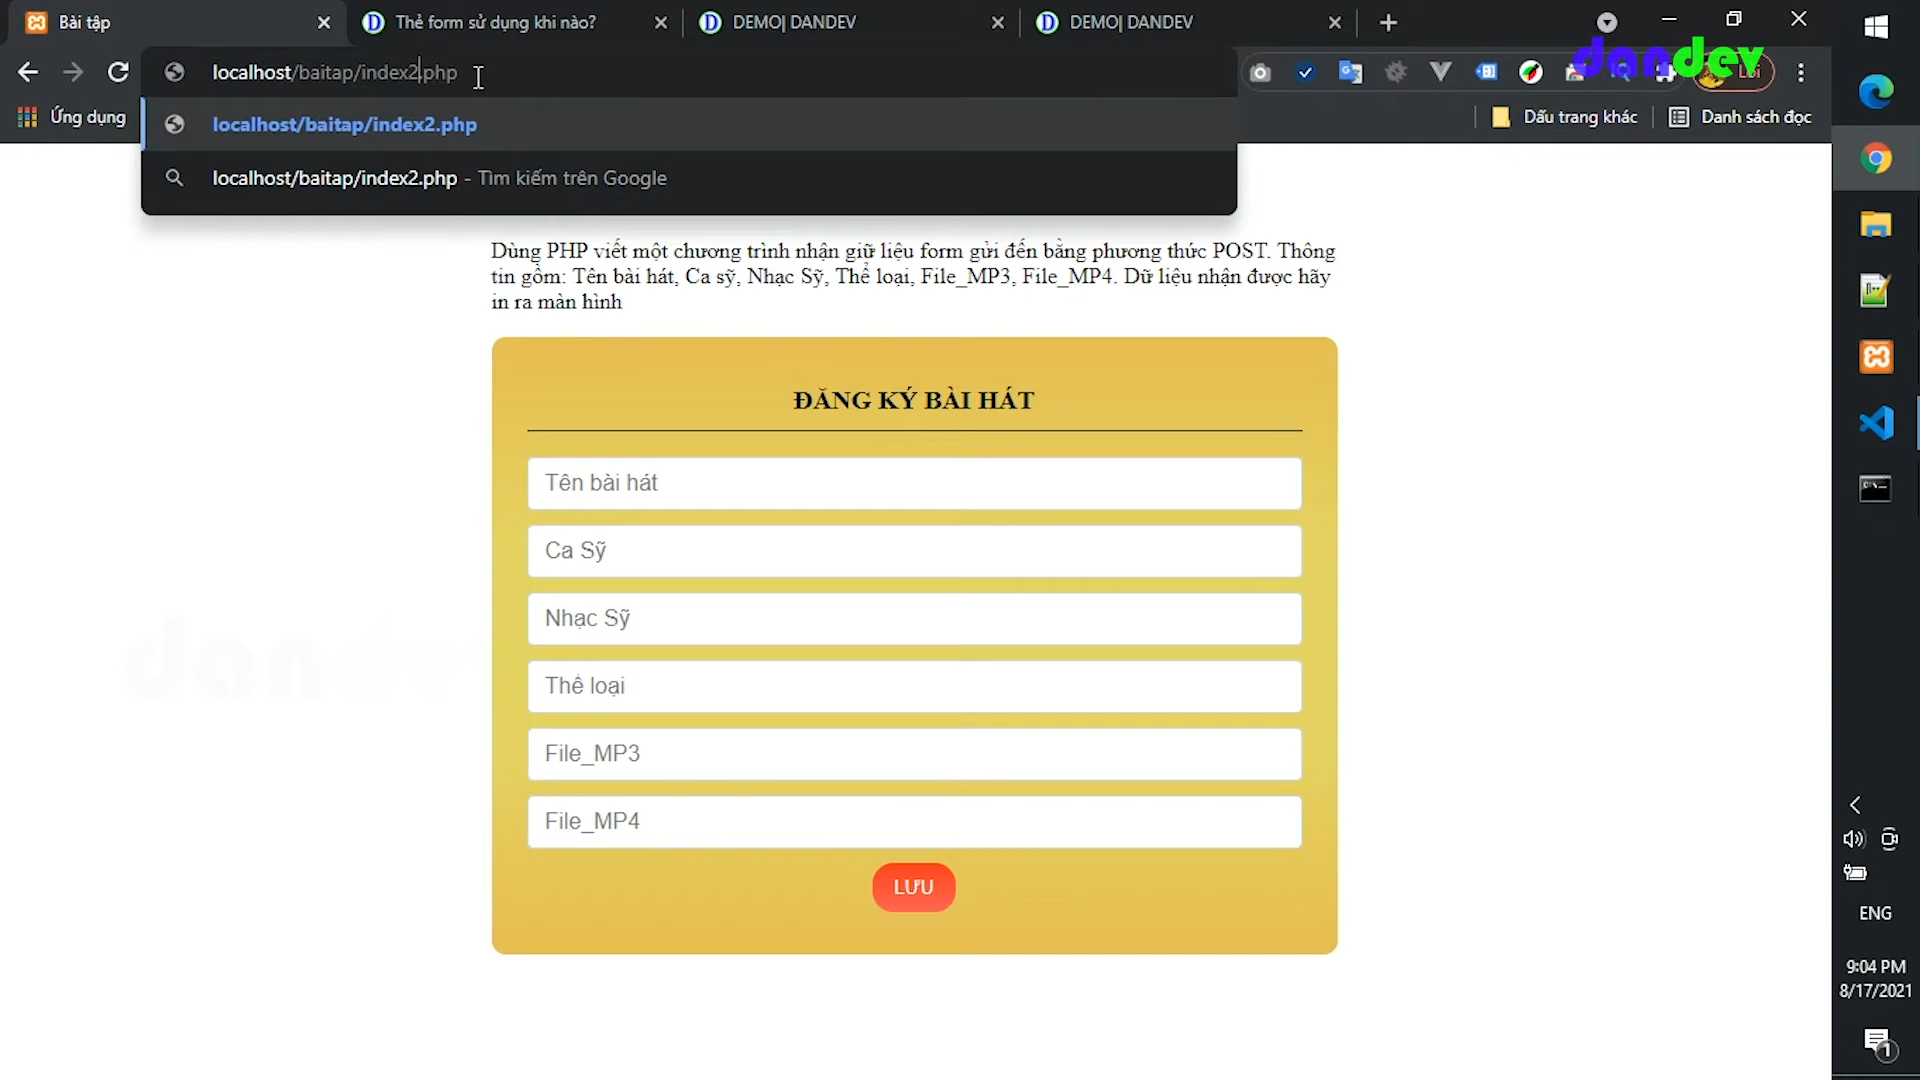 Bài tập
Thẻ form sử dụng khi nào?
DEMO| DANDEV
DEMO| DANDEV
localhost/baitap/index2.php
dandev
Ứng dụng
localhost/baitap/index2.php
Dấu trang khác
Danh sách đọc
localhost/baitap/index2.php - Tìm kiếm trên Google
Dùng PHP viết một chương trình nhận giữ liệu form gửi đến bằng phương thức POST. Thông
tin gồm: Tên bài hát, Ca sỹ, Nhạc Sỹ, Thể loại, File_MP3, File_MP4. Dữ liệu nhận được hãy
in ra màn hình
ĐĂNG KÝ BÀI HÁT
Tên bài hát
Ca Sỹ
Nhạc Sỹ
Thể loại
File_MP3
File_MP4
LƯU
ENG
9:04 PM
8/17/2021
1